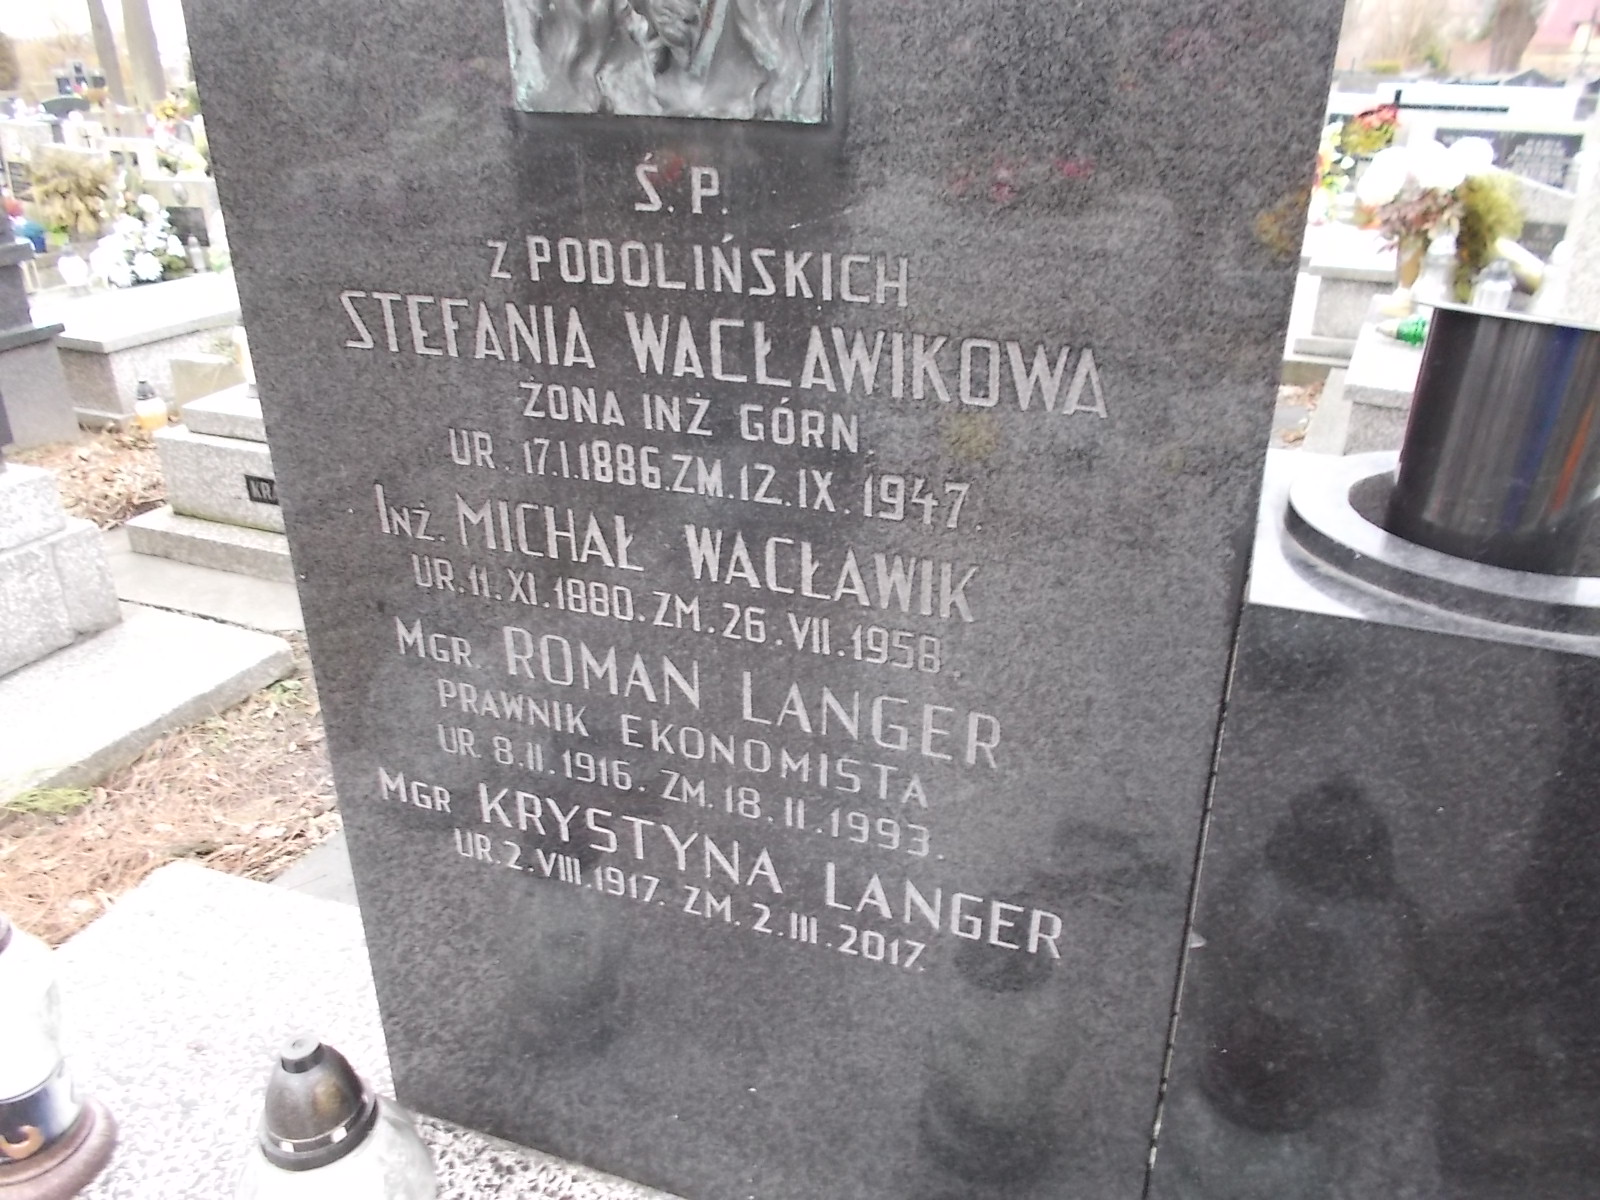 Ś. P.
Z PODOLIŃSKICH
STEFANIA WACŁAWIKOWA
ŻONA INŻ GÓRN.
UR. 17.I.1886.ZM.12.IX.1947.
INŻ. MICHAŁ WACŁAWIK
UR.11.XI.1880.ZM.26.VII.1958.
MGR. ROMAN LANGER
PRAWNIK EKONOMISTA
UR. 8.II.1916. ZM.18.II.1993.
MGR KRYSTYNA LANGER
UR.2.VIII.1917. ZM.2.III.2017.